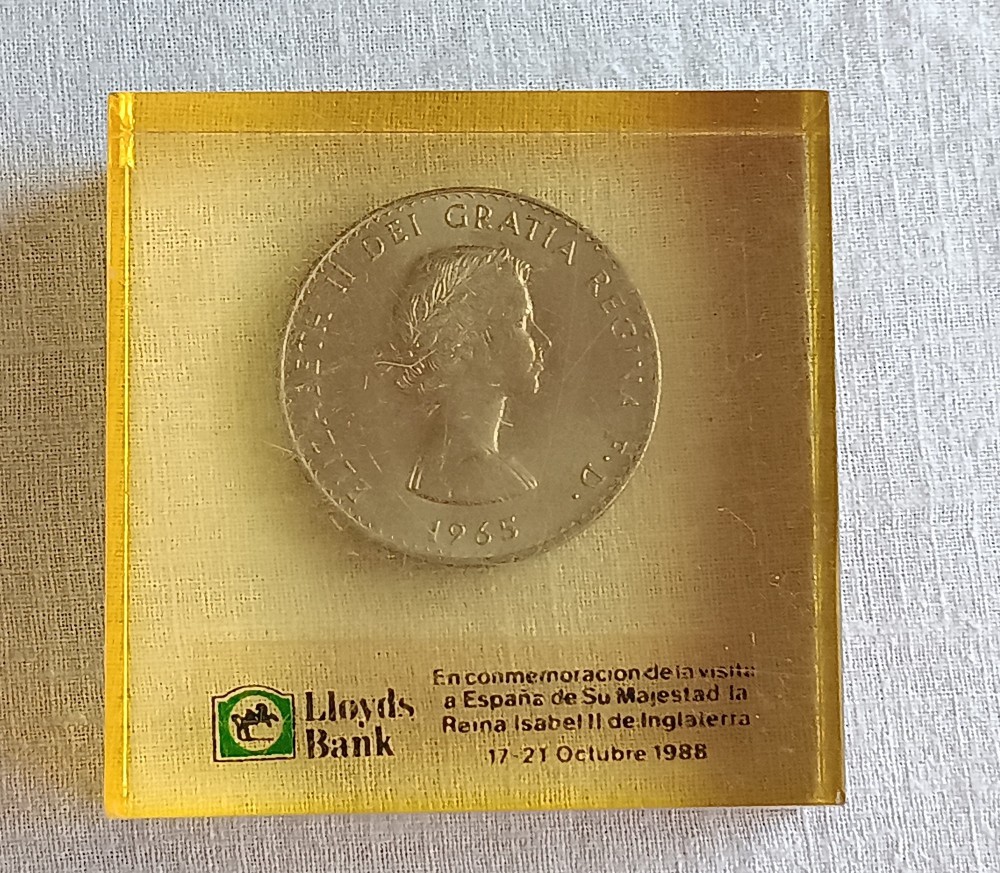 ELIZABETH II DEI GRATIA REGINA F.D.
1965
Lloyds
Bank
En conmemoracion de la visita
a España de Su Majestad la
Reina Isabel II de Inglaterra
17-21 Octubre 1988